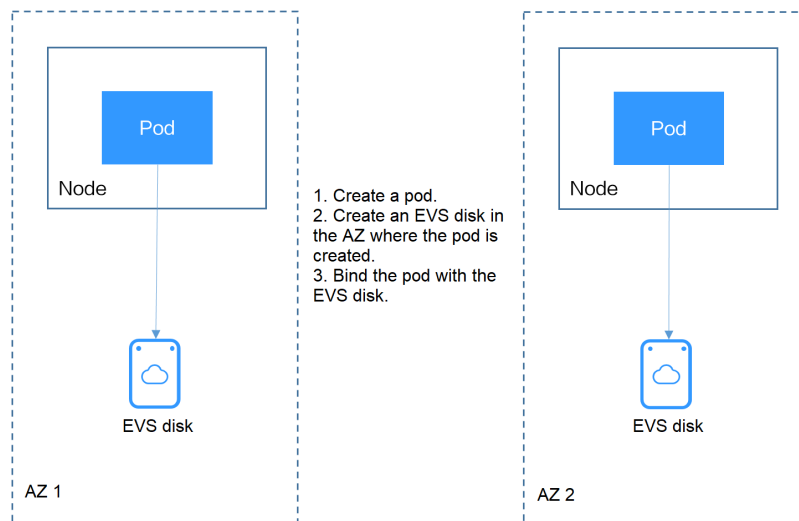 Pod
Node
EVS disk
AZ 1
1. Create a pod.
2. Create an EVS disk in
the AZ where the pod is
created.
3. Bind the pod with the
EVS disk.
Pod
Node
EVS disk
AZ 2